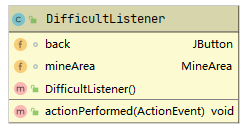 C DifficultListener
f back JButton
f mineArea MineArea
m DifficultListener()
m actionPerformed(ActionEvent) void